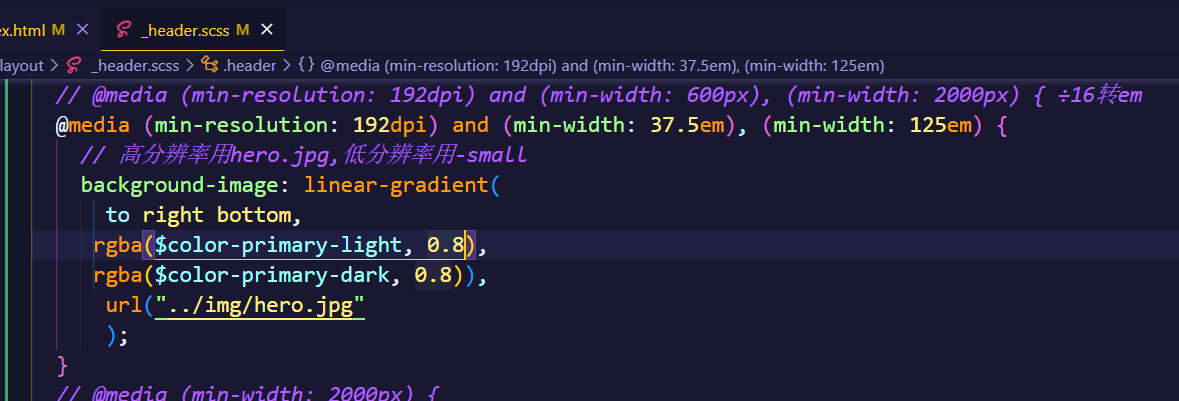 ex.html M × _header.scss M ×
layout > _header.scss > .header > {} @media (min-resolution: 192dpi) and (min-width: 37.5em), (min-width: 125em)
// @media (min-resolution: 192dpi) and (min-width: 600px), (min-width: 2000px) { ÷16转em
@media (min-resolution: 192dpi) and (min-width: 37.5em), (min-width: 125em) {
// 高分辨率用hero.jpg,低分辨率用-small
background-image: linear-gradient(
to right bottom,
rgba($color-primary-light, 0.8),
rgba($color-primary-dark, 0.8)),
url("../img/hero.jpg"
);
}
// @media (min-width: 2000px) {